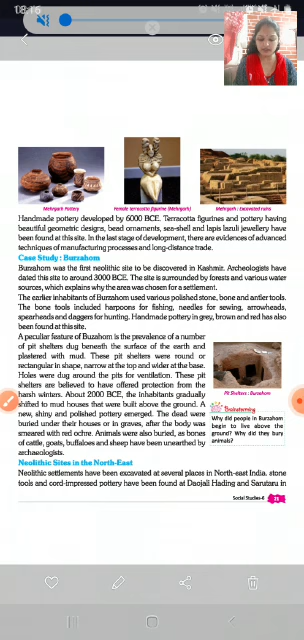 18:16
Mehrgarh Pottery
Female terracotta figurine (Mehrgarh)
Mehrgarh : Excavated ruins
Handmade pottery developed by 6000 BCE. Terracotta figurines and pottery having
beautiful geometric designs, bead ornaments, sea-shell and lapis lazuli jewellery have
been found at this site. In the last stage of development, there are evidences of advanced
techniques of manufacturing processes and long-distance trade.
Case Study : Burzahom
Burzahom was the first neolithic site to be discovered in Kashmir. Archeologists have
dated this site to around 3000 BCE. The site is surrounded by forests and various water
sources, which explains why the area was chosen for a settlement.
The earlier inhabitants of Burzahom used various polished stone, bone and antler tools.
The bone tools included harpoons for fishing, needles for sewing, arrowheads,
spearheads and daggers for hunting. Handmade pottery in grey, brown and red has also
been found at this site.
A peculiar feature of Buzahom is the prevalence of a number
of pit shelters dug beneath the surface of the earth and
plastered with mud. These pit shelters were round or
rectangular in shape, narrow at the top and wider at the base.
Holes were dug around the pits for ventilation. These pit
shelters are believed to have offered protection from the
harsh winters. About 2000 BCE, the inhabitants gradually
shifted to mud houses that were built above the ground. A
new, shiny and polished pottery emerged. The dead were
buried under their houses or in graves, after the body was
smeared with red ochre. Animals were also buried, as bones
of cattle, goats, buffaloes and sheep have been unearthed by
archaeologists.
Pit Shelters : Burzahom
Brainstorming
Why did people in Burzahom
begin to live above the
ground? Why did they bury
animals?
Neolithic Sites in the North-East
Neolithic settlements have been excavated at several places in North-east India. stone
tools and cord-impressed pottery have been found at Daojali Hading and Sarutaru in
Social Studies-6 21